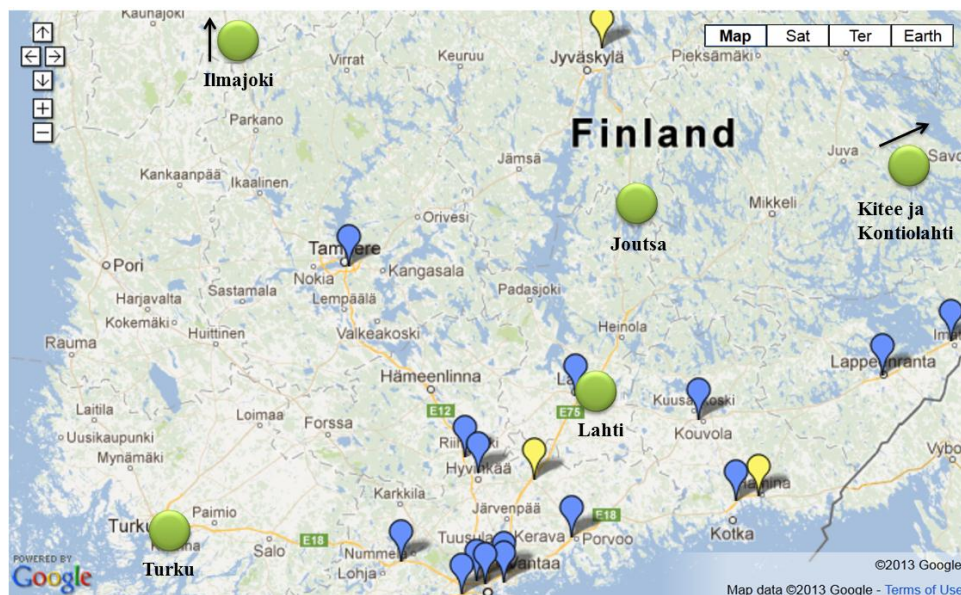 Kaunajoki
Ilmajoki
Virrat
Keuruu
Jyväskylä
Pieksämäki
Map
Sat
Ter
Earth
Parkano
Finland
Kankaanpää
Ikaalinen
Jämsä
Juva
Savo
Mikkeli
Kitee ja
Kontiolahti
Orivesi
Joutsa
Pori
Tampere
Nokia
Kangasala
Sastamala
Lempäälä
Padasjoki
Harjavalta
Kokemäki
Huittinen
Valkeakoski
Heinola
Rauma
Imat
Lappeenranta
Hämeenlinna
La
E12
E75
Kuusankoski
Laitila
Loimaa
Forssa
Lahti
Kouvola
Uusikaupunki
Riihimäki
Hyvinkää
Vybo
Mynämäki
Karkkila
Hamina
Järvenpää
Kotka
Turku
Paimio
E18
Salo
E18
Nummela
Tuusula
Kerava
Porvoo
Lohja
Vantaa
Turku
POWERED BY
Google
©2013 Google
Map data ©2013 Google - Terms of Use